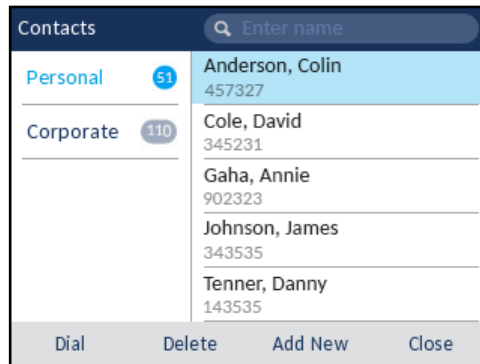 Contacts
Enter name
Personal 51
Corporate 110
Anderson, Colin
457327
Cole, David
345231
Gaha, Annie
902323
Johnson, James
343535
Tenner, Danny
143535
Dial Delete Add New Close